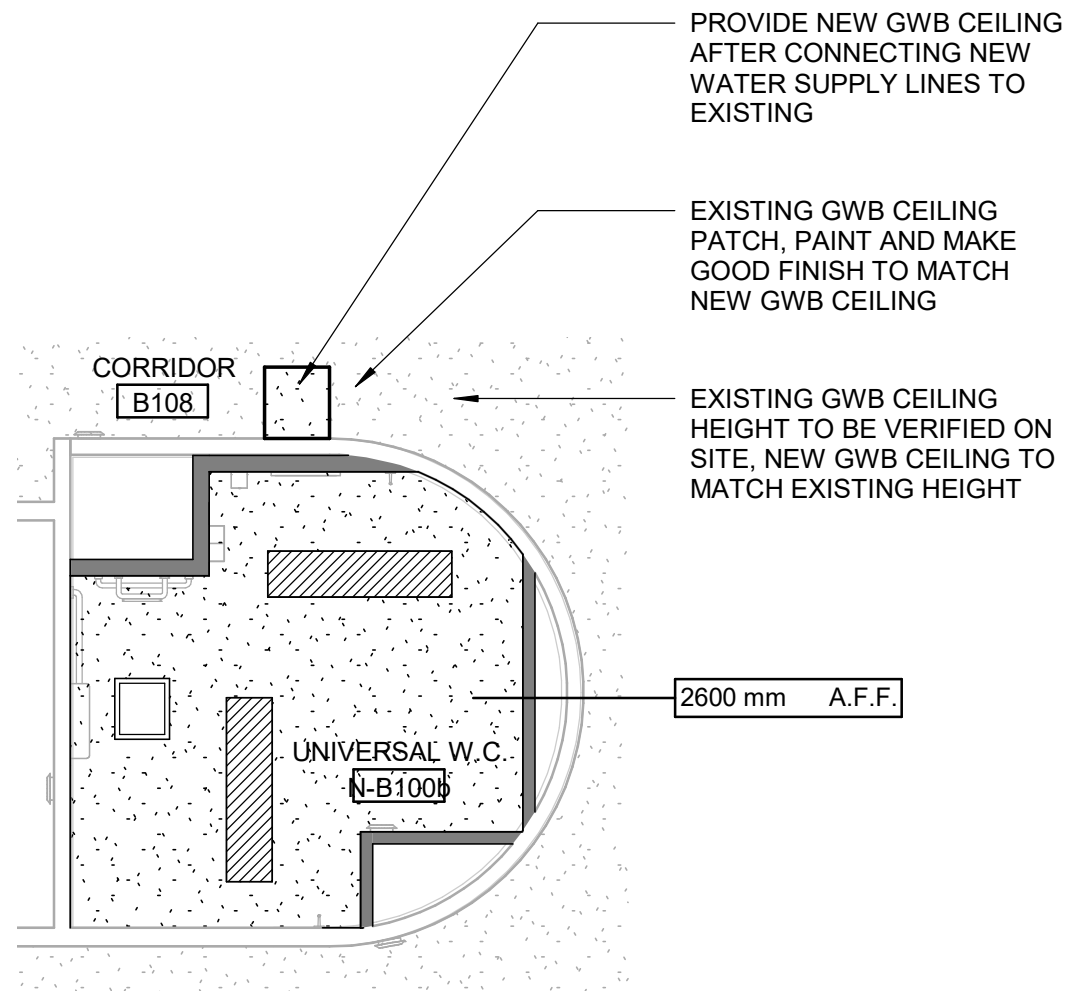 PROVIDE NEW GWB CEILING
AFTER CONNECTING NEW
WATER SUPPLY LINES TO
EXISTING
EXISTING GWB CEILING
PATCH, PAINT AND MAKE
GOOD FINISH TO MATCH
NEW GWB CEILING
CORRIDOR
B108
EXISTING GWB CEILING
HEIGHT TO BE VERIFIED ON
SITE, NEW GWB CEILING TO
MATCH EXISTING HEIGHT
2600 mm A.F.F.
UNIVERSAL W.C.
N-B100b